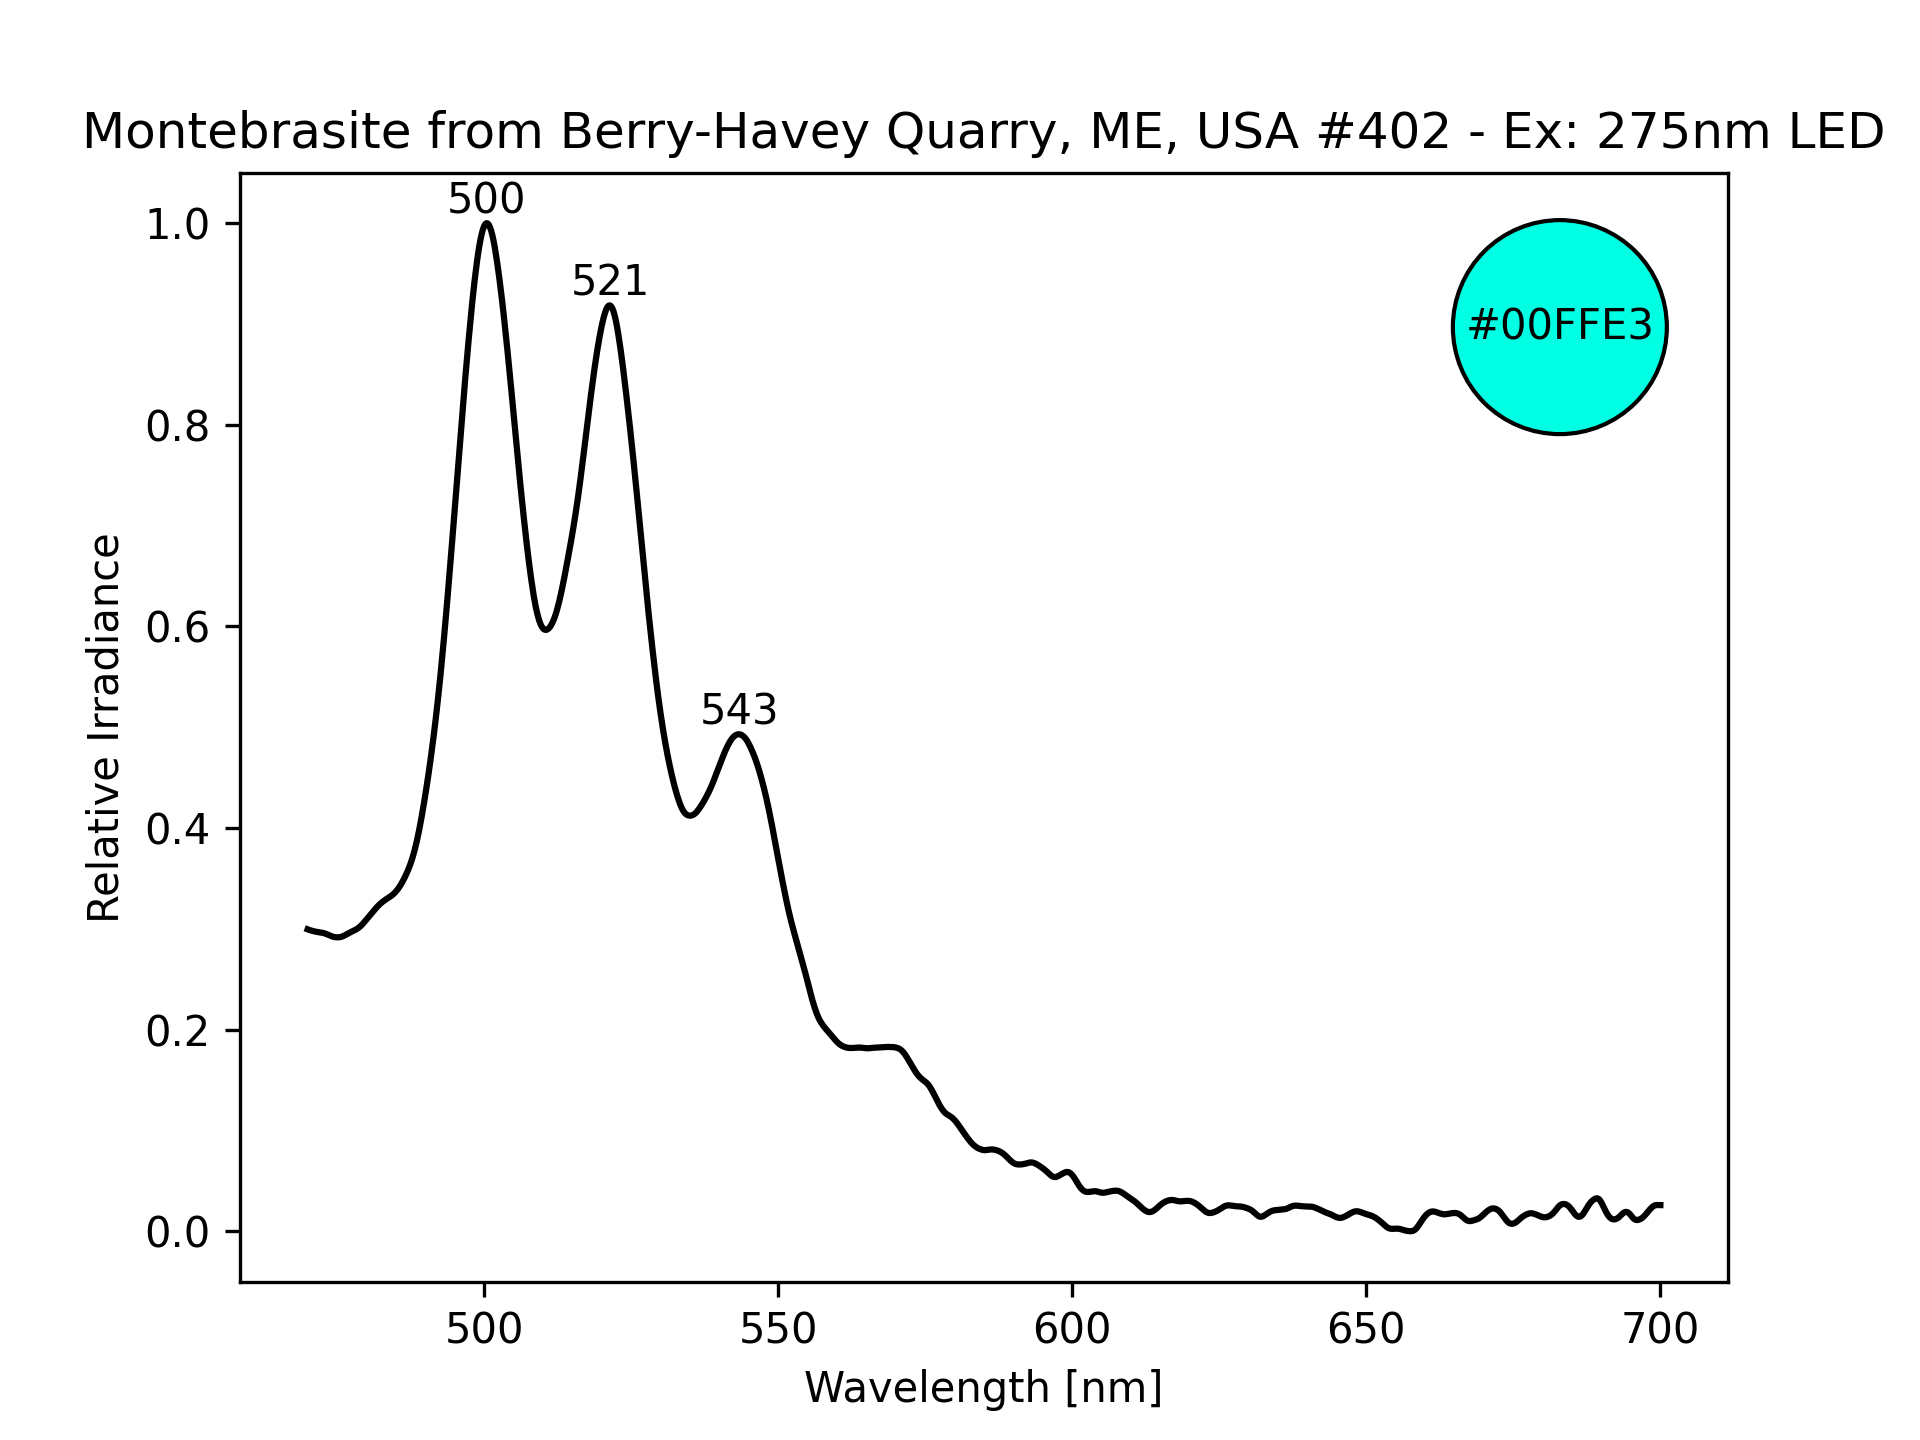 Montebrasite from Berry-Havey Quarry, ME, USA #402 - Ex: 275nm LED
500
521
543
#00FFE3
1.0
0.8
0.6
0.4
0.2
0.0
Relative Irradiance
500 550 600 650 700
Wavelength [nm]